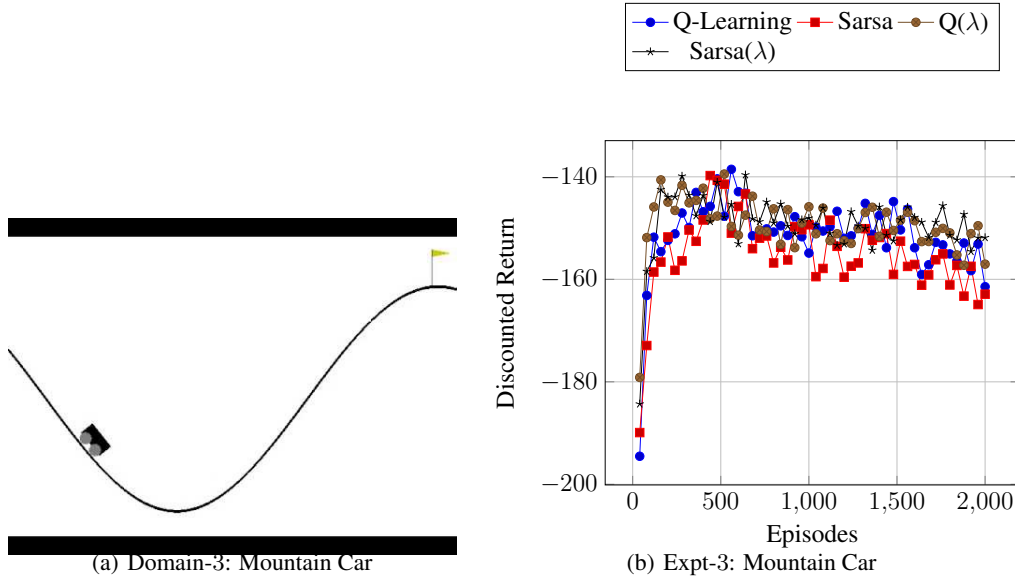 Q-Learning Sarsa Q(λ)
Sarsa(λ)
Discounted Return
−140
−160
−180
−200
0 500 1,000 1,500 2,000
Episodes
(a) Domain-3: Mountain Car
(b) Expt-3: Mountain Car